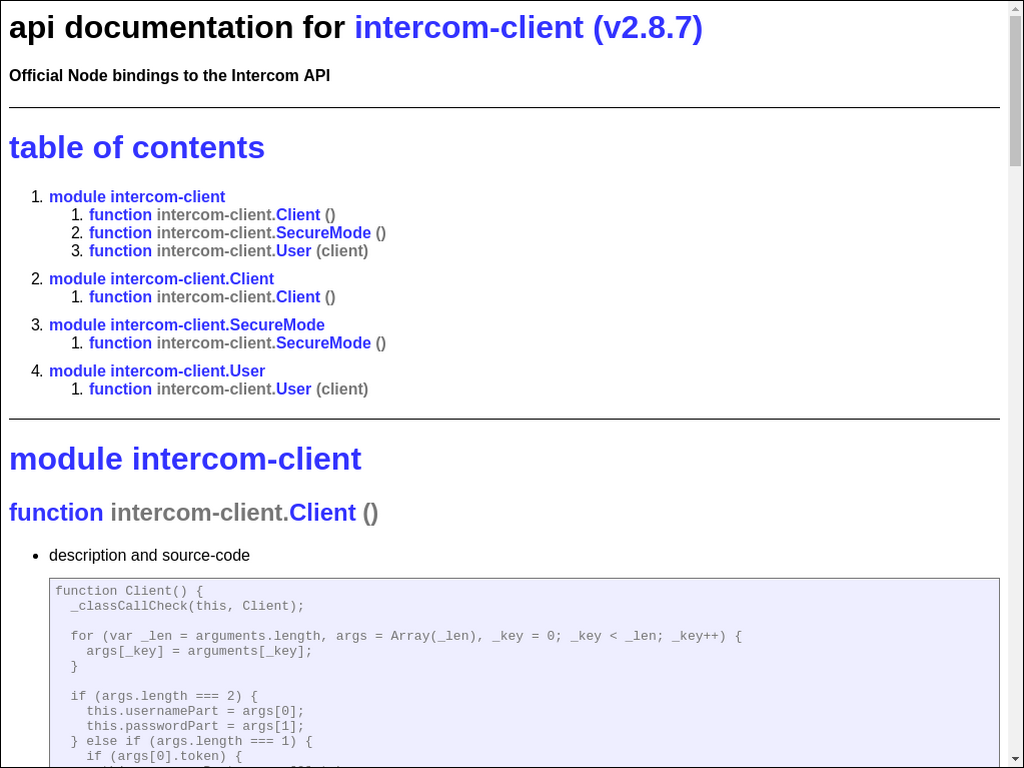 api documentation for intercom-client (v2.8.7)
Official Node bindings to the Intercom API
table of contents
1. module intercom-client
1. function intercom-client.Client ()
2. function intercom-client.SecureMode ()
3. function intercom-client.User (client)
2. module intercom-client.Client
1. function intercom-client.Client ()
3. module intercom-client.SecureMode
1. function intercom-client.SecureMode ()
4. module intercom-client.User
1. function intercom-client.User (client)
module intercom-client
function intercom-client.Client ()
• description and source-code
function Client() {
  _classCallCheck(this, Client);
  for (var _len = arguments.length, args = Array(_len), _key = 0; _key < _len; _key++) {
    args[_key] = arguments[_key];
  }
  if (args.length === 2) {
    this.usernamePart = args[0];
    this.passwordPart = args[1];
  } else if (args.length === 1) {
    if (args[0].token) {